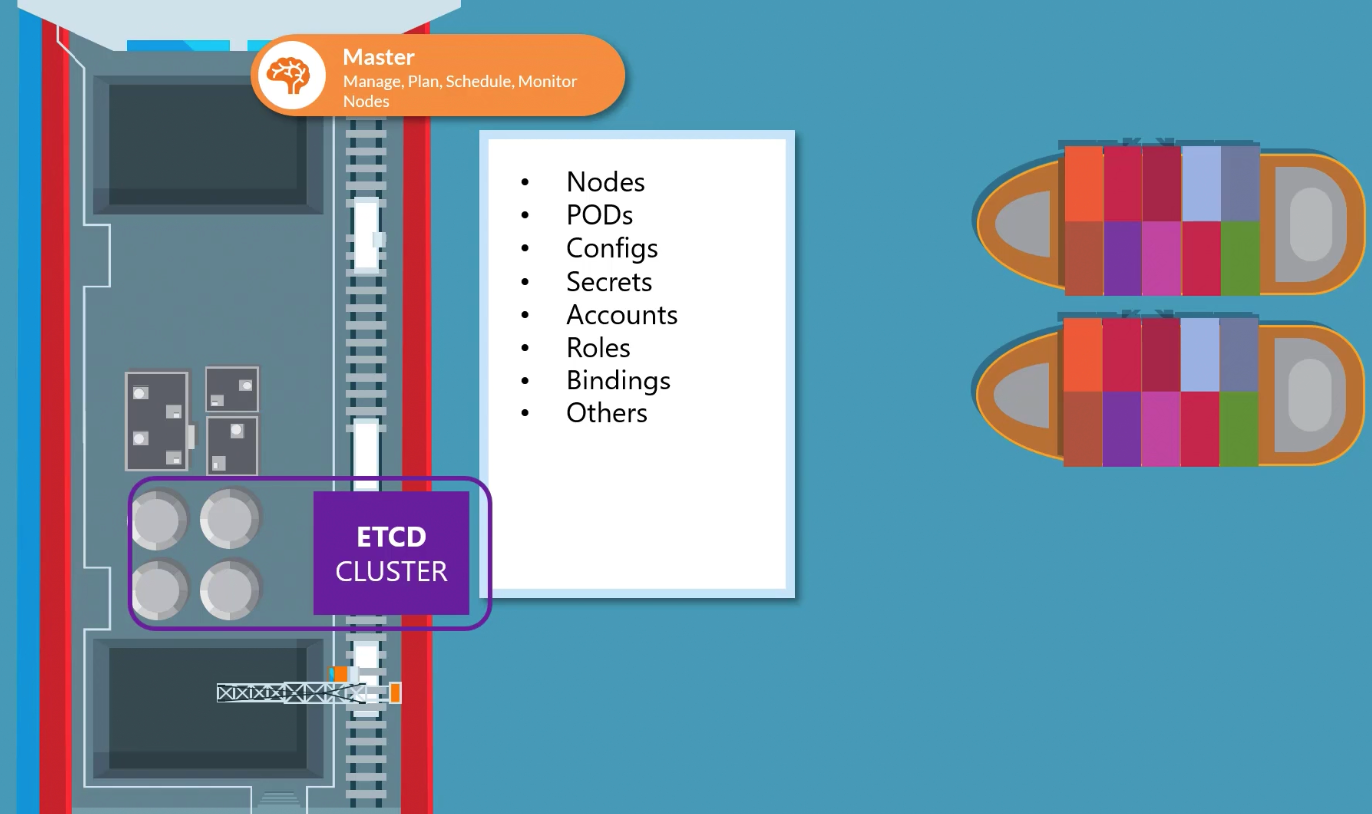 Master
Manage, Plan, Schedule, Monitor
Nodes
• Nodes
• PODs
• Configs
• Secrets
• Accounts
• Roles
• Bindings
• Others
ETCD
CLUSTER